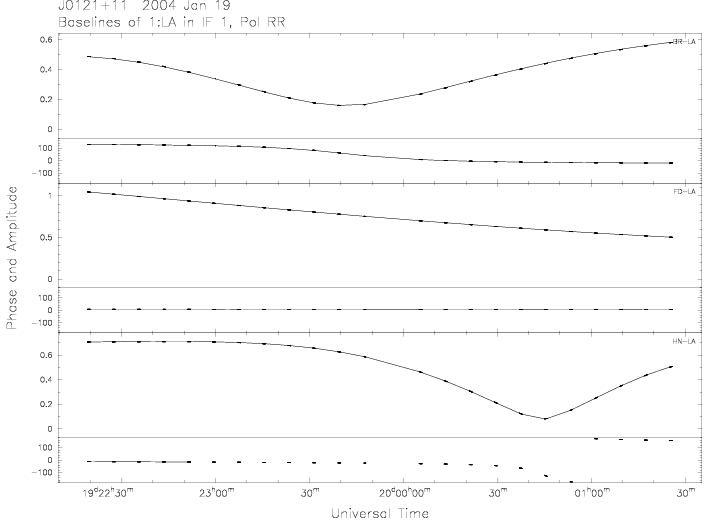 J0121+11 2004 Jan 19
Baselines of 1:LA in IF 1, Pol RR
BR-LA
0.6
0.4
0.2
0
100
0
-100
FD-LA
1
0.5
0
100
0
-100
HN-LA
0.6
0.4
0.2
0
100
0
-100
Phase and Amplitude
19d22h30m 23h00m 30m 20d00h00m 30m 01h00m 30m
Universal Time